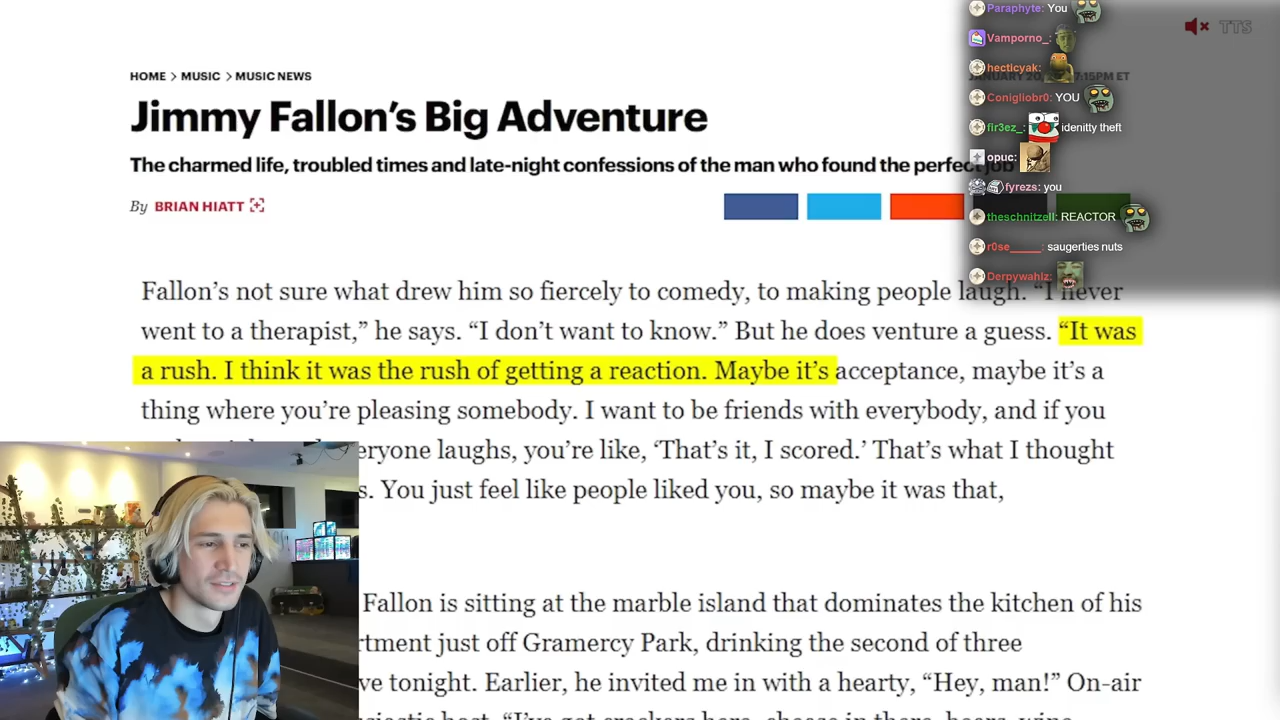 HOME > MUSIC > MUSIC NEWS
Jimmy Fallon's Big Adventure
The charmed life, troubled times and late-night confessions of the man who found the perfect job
By BRIAN HIATT
Fallon's not sure what drew him so fiercely to comedy, to making people laugh. “I never
went to a therapist,” he says. “I don't want to know.” But he does venture a guess. “It was
a rush. I think it was the rush of getting a reaction. Maybe it's acceptance, maybe it's a
thing where you're pleasing somebody. I want to be friends with everybody, and if you
eryone laughs, you're like, ‘That's it, I scored.’ That's what I thought
s. You just feel like people liked you, so maybe it was that,
Fallon is sitting at the marble island that dominates the kitchen of his
rtment just off Gramercy Park, drinking the second of three
ve tonight. Earlier, he invited me in with a hearty, “Hey, man!” On-air
Paraphyte: You
Vamporno_:
hecticyak:
JANUARY 20, 7:15PM ET
Conigliobr0: YOU
fir3ez_: idenitty theft
opuc:
fyrezs: you
theschnitzell: REACTOR
r0se_____: saugerties nuts
Derpywahlz:
TTS